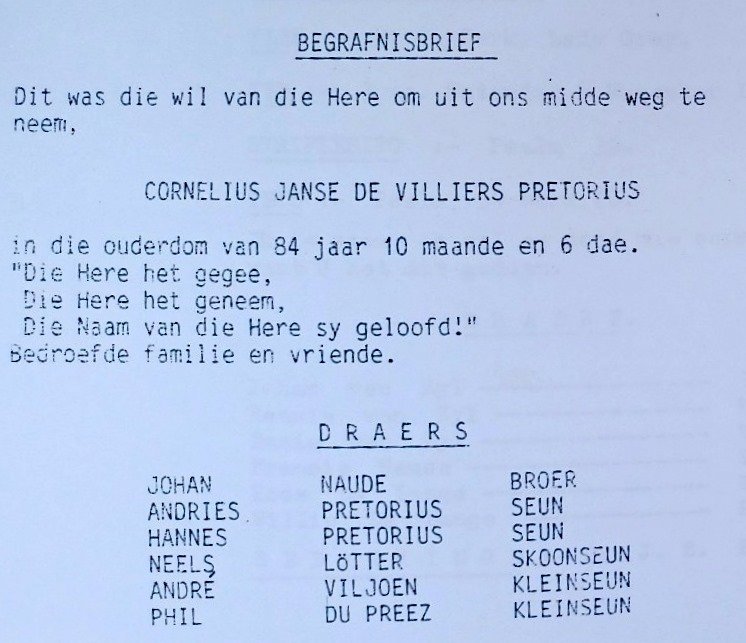 BEGRAFNISBRIEF
Dit was die wil van die Here om uit ons midde weg te
neem,
CORNELIUS JANSE DE VILLIERS PRETORIUS
in die ouderdom van 84 jaar 10 maande en 6 dae.
"Die Here het gegee,
Die Here het geneem,
Die Naam van die Here sy geloofd!"
Bedroefde familie en vriende.
D R A E R S
JOHAN NAUDE BROER
ANDRIES PRETORIUS SEUN
HANNES PRETORIUS SEUN
NEELS LöTTER SKOONSEUN
ANDRÉ VILJOEN KLEINSEUN
PHIL DU PREEZ KLEINSEUN